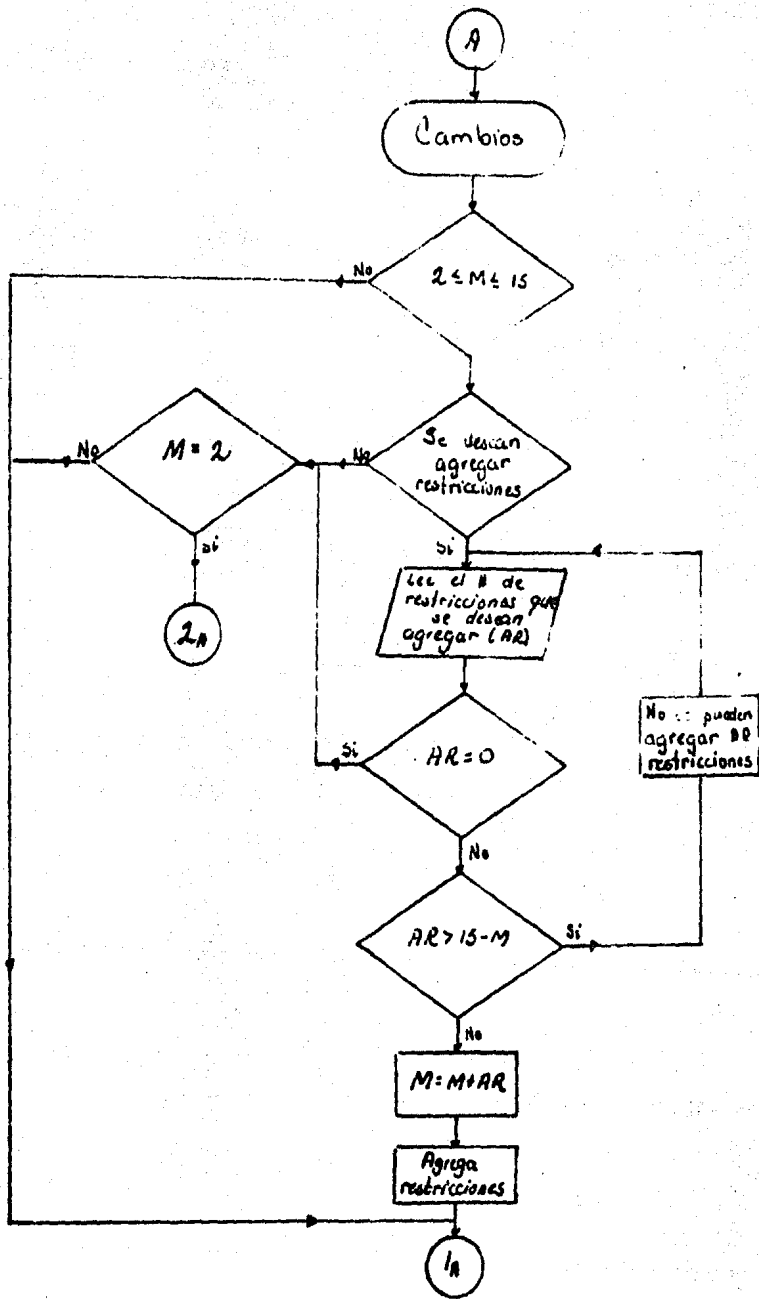 A
Cambios
No
2 ≤ M ≤ 15
No
M = 2
No
Se desean
agregar
restricciones
Si
Si
Lee el # de
restricciones que
se desean
agregar (AR)
2A
No
pueden
agregar AR
restricciones
Si
AR = 0
No
AR > 15-M
Si
No
M = M+AR
Agrega
restricciones
1A